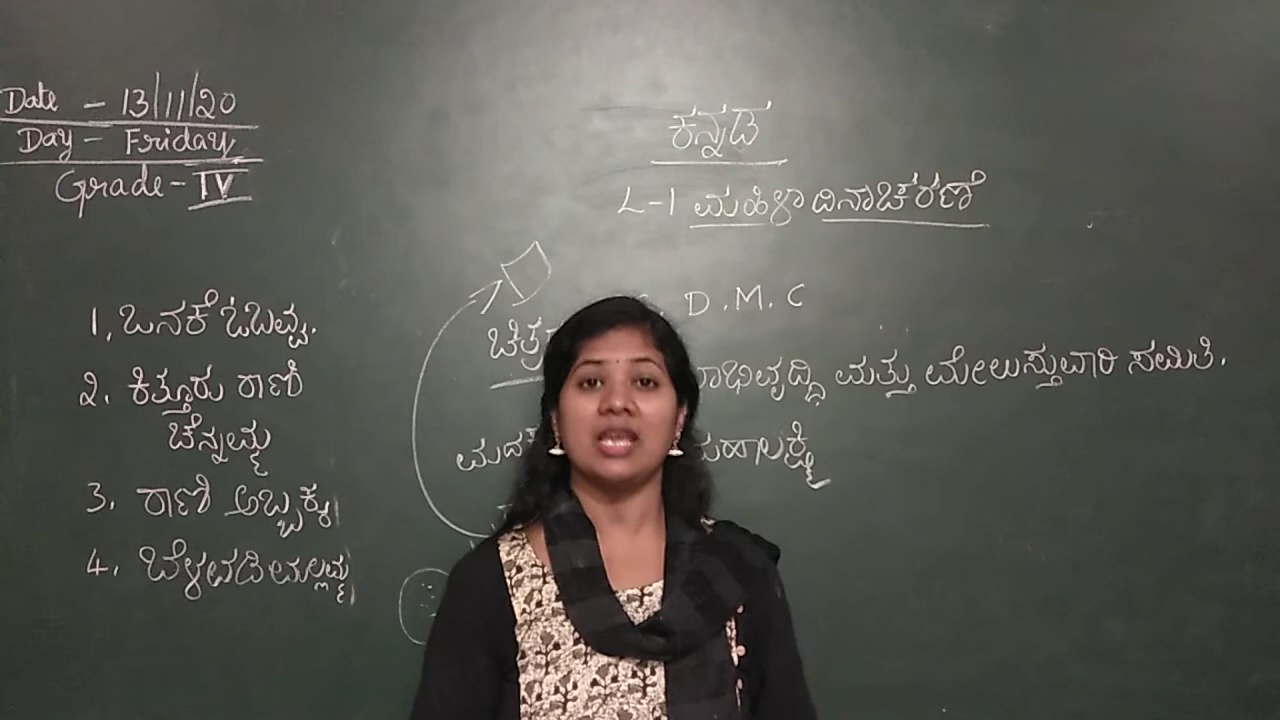 Date - 13/11/20
Day - Friday
Grade - IV
ಕನ್ನಡ
L-1 ಮಹಿಳಾ ದಿನಾಚರಣೆ
1, ಒನಕೆ ಓಬವ್ವ.
2. ಕಿತ್ತೂರು ರಾಣಿ
ಚೆನ್ನಮ್ಮ
3. ರಾಣಿ ಅಬ್ಬಕ್ಕ
4. ಬೆಳವಡಿ ಮಲ್ಲಮ್ಮ
D.M.C
ಮತ್ತು ಮೇಲುಸ್ತುವಾರಿ ಸಮಿತಿ.